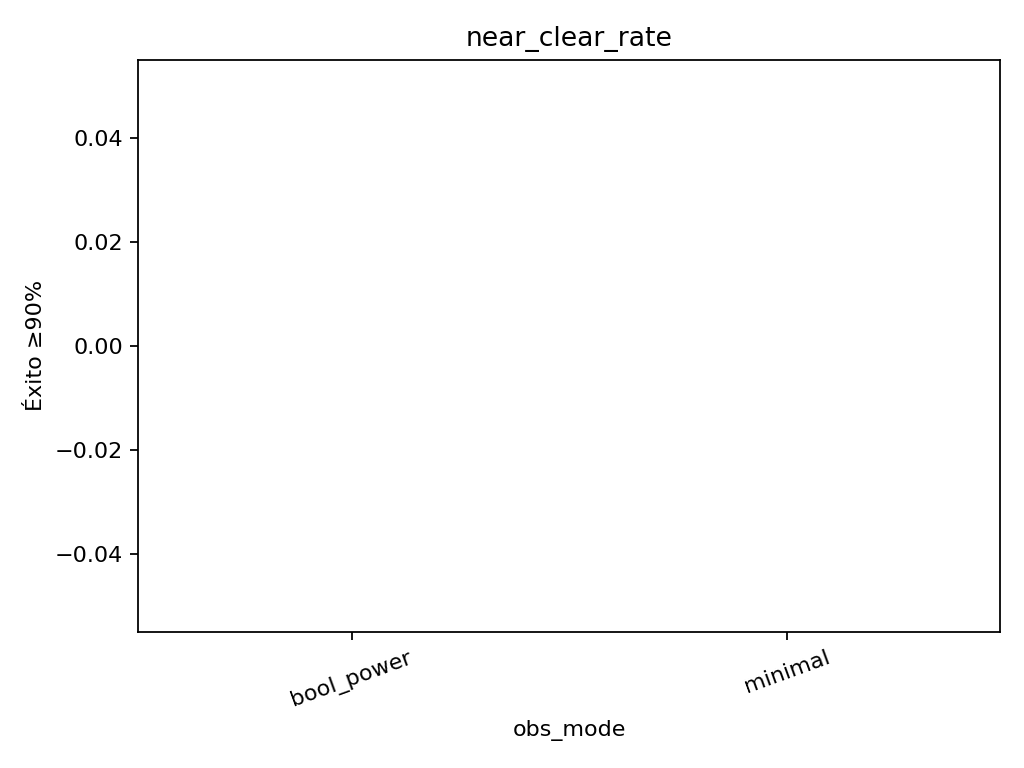 near_clear_rate
Éxito ≥90%
0.04
0.02
0.00
−0.02
−0.04
bool_power
minimal
obs_mode